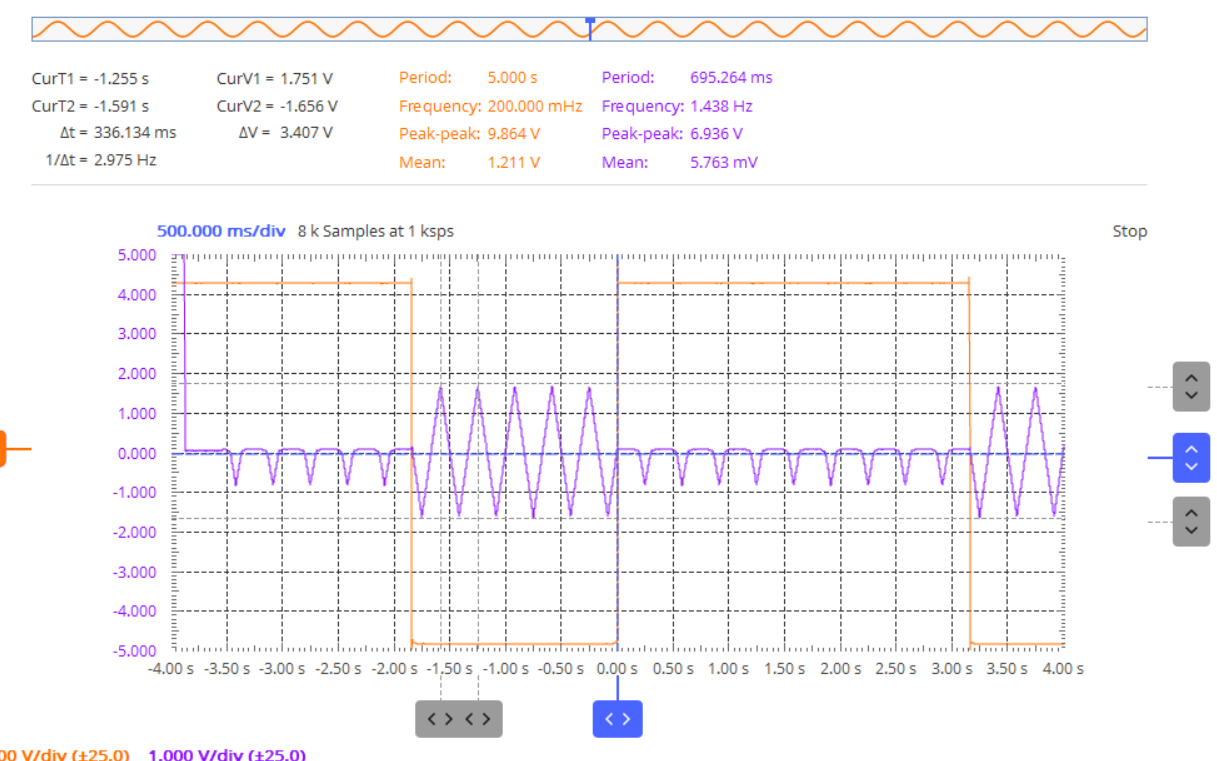 CurT1 = -1.255 s CurV1 = 1.751 V Period: 5.000 s Period: 695.264 ms
CurT2 = -1.591 s CurV2 = -1.656 V Frequency: 200.000 mHz Frequency: 1.438 Hz
Δt = 336.134 ms ΔV = 3.407 V Peak-peak: 9.864 V Peak-peak: 6.936 V
1/Δt = 2.975 Hz Mean: 1.211 V Mean: 5.763 mV
500.000 ms/div 8 k Samples at 1 ksps Stop
5.000
4.000
3.000
2.000
1.000
0.000
-1.000
-2.000
-3.000
-4.000
-5.000
-4.00 s -3.50 s -3.00 s -2.50 s -2.00 s -1.50 s -1.00 s -0.50 s 0.00 s 0.50 s 1.00 s 1.50 s 2.00 s 2.50 s 3.00 s 3.50 s 4.00 s
00 V/div (±25.0) 1.000 V/div (±25.0)